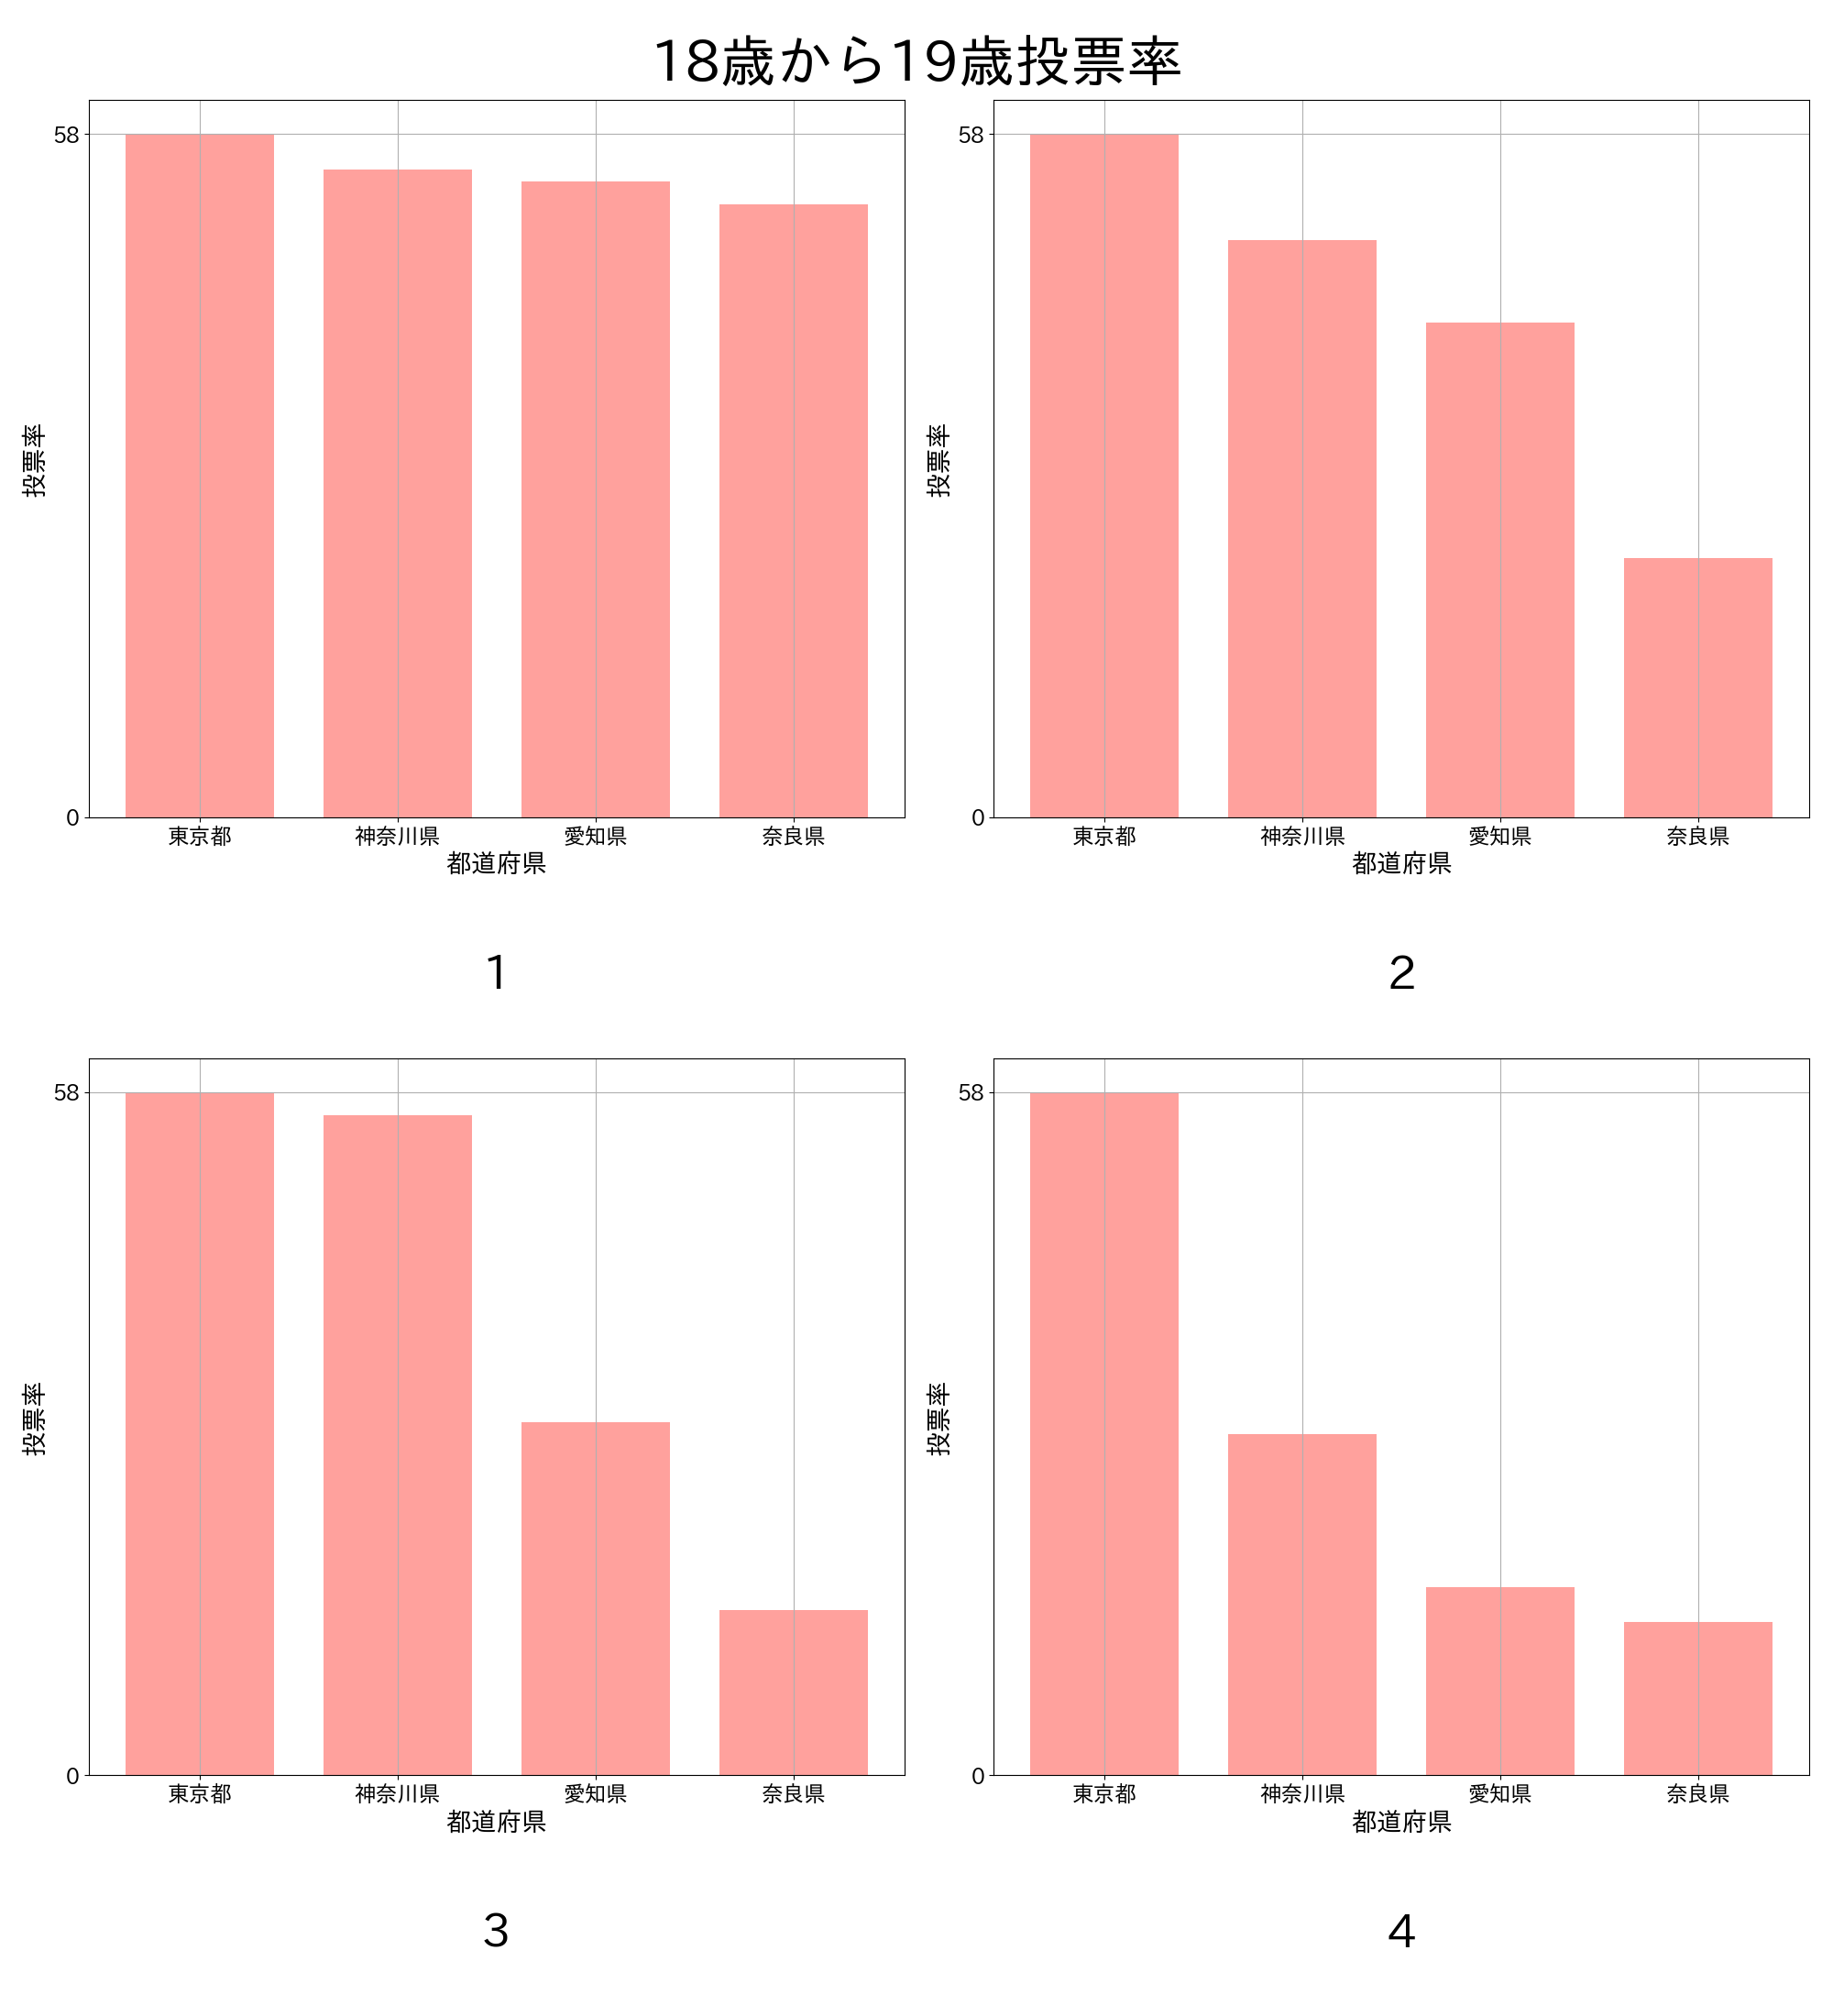 18歳から19歳投票率
58
0
投票率
東京都 神奈川県 愛知県 奈良県
都道府県
1
58
0
投票率
東京都 神奈川県 愛知県 奈良県
都道府県
2
58
0
投票率
東京都 神奈川県 愛知県 奈良県
都道府県
3
58
0
投票率
東京都 神奈川県 愛知県 奈良県
都道府県
4